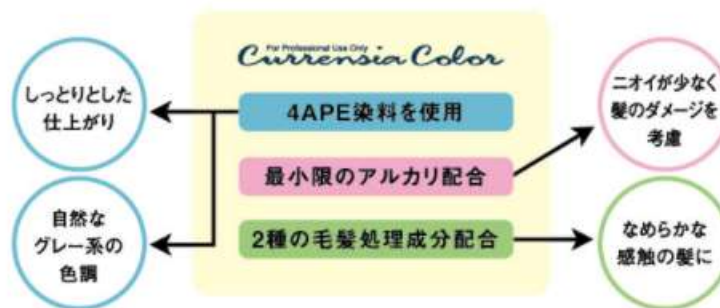 For Professional Use Only
Currensia Color
しっとりとした
仕上がり
4APE染料を使用
ニオイが少なく
髪のダメージを
考慮
最小限のアルカリ配合
自然な
グレー系の
色調
2種の毛髪処理成分配合
なめらかな
感触の髪に